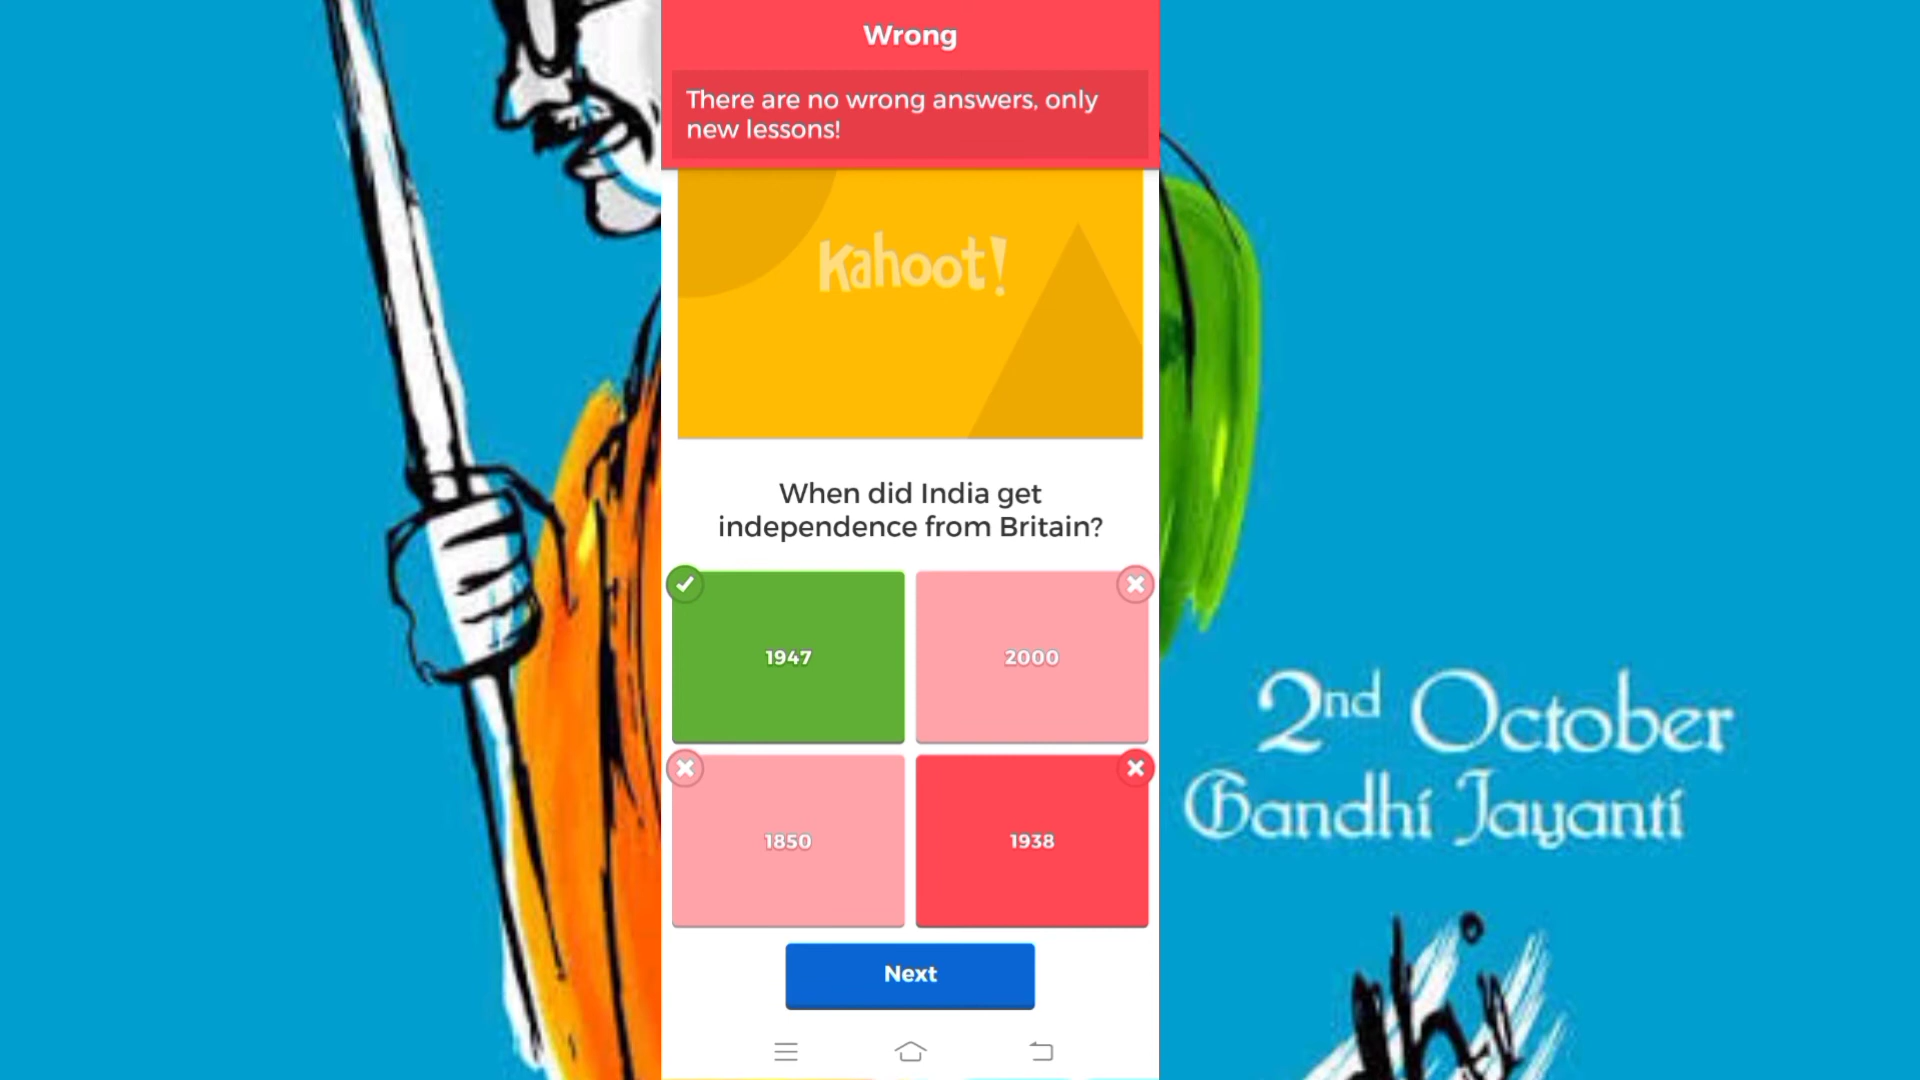 Wrong
There are no wrong answers, only
new lessons!
Kahoot!
When did India get
independence from Britain?
1947
2000
1850
1938
Next
2nd October
Gandhi Jayanti